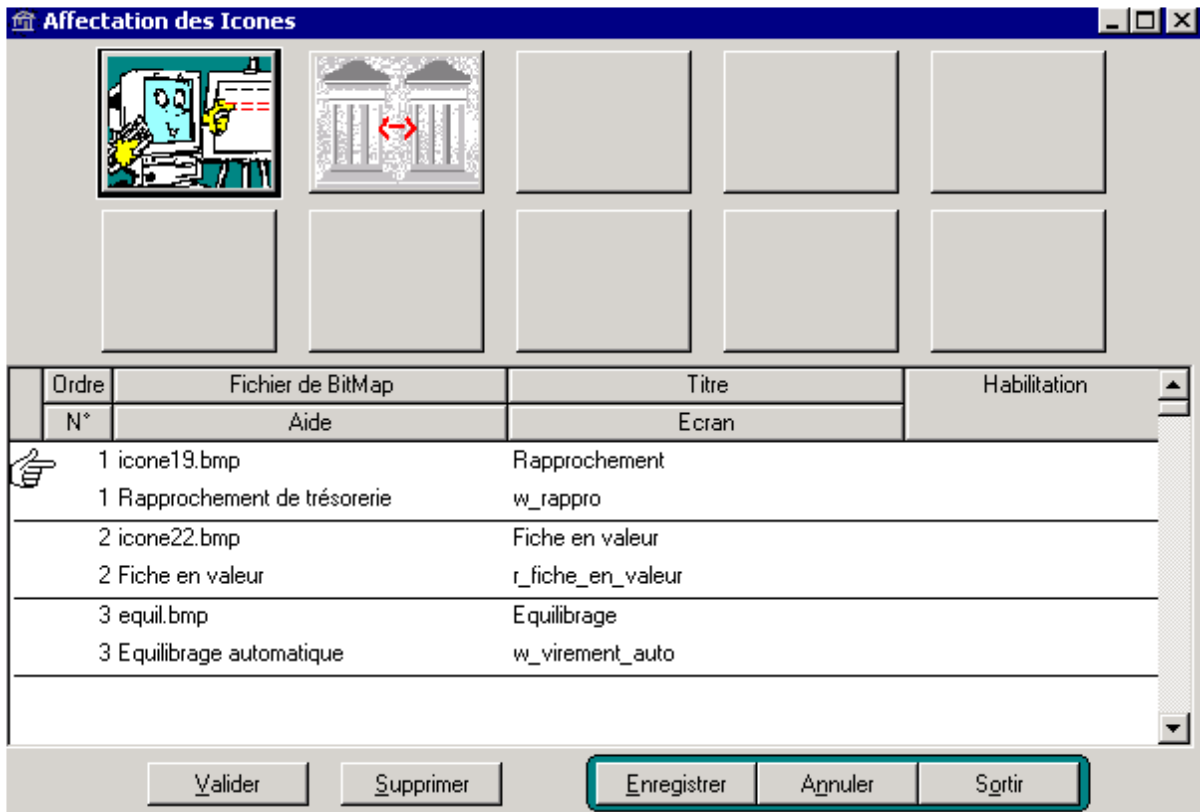 Affectation des Icones
Ordre Fichier de BitMap Titre Habilitation
N° Aide Ecran
1 icone19.bmp Rapprochement
1 Rapprochement de trésorerie w_rappro
2 icone22.bmp Fiche en valeur
2 Fiche en valeur r_fiche_en_valeur
3 equil.bmp Equilibrage
3 Equilibrage automatique w_virement_auto
Valider Supprimer Enregistrer Annuler Sortir